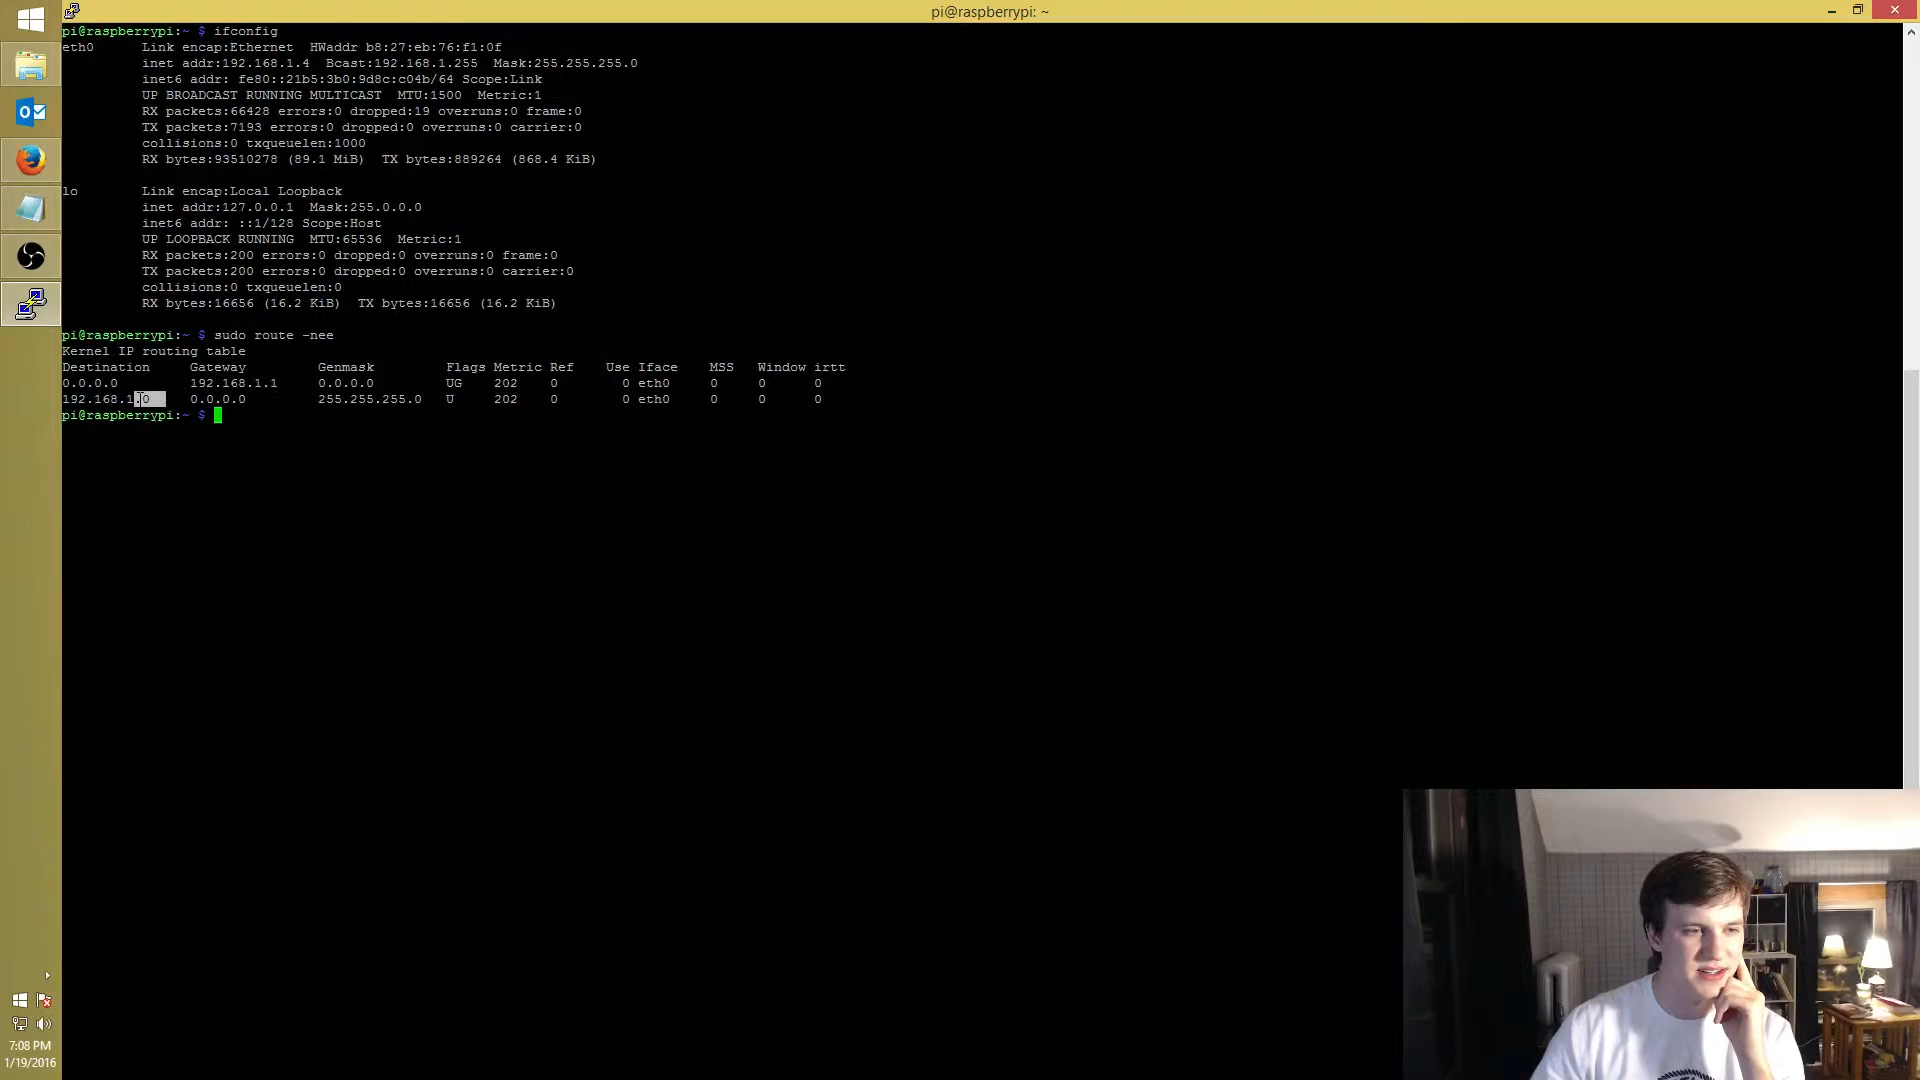 pi@raspberrypi: ~
pi@raspberrypi:~ $ ifconfig
eth0 Link encap:Ethernet HWaddr b8:27:eb:76:f1:0f
inet addr:192.168.1.4 Bcast:192.168.1.255 Mask:255.255.255.0
inet6 addr: fe80::21b5:3b0:9d8c:c04b/64 Scope:Link
UP BROADCAST RUNNING MULTICAST MTU:1500 Metric:1
RX packets:66428 errors:0 dropped:19 overruns:0 frame:0
TX packets:7193 errors:0 dropped:0 overruns:0 carrier:0
collisions:0 txqueuelen:1000
RX bytes:93510278 (89.1 MiB) TX bytes:889264 (868.4 KiB)
lo Link encap:Local Loopback
inet addr:127.0.0.1 Mask:255.0.0.0
inet6 addr: ::1/128 Scope:Host
UP LOOPBACK RUNNING MTU:65536 Metric:1
RX packets:200 errors:0 dropped:0 overruns:0 frame:0
TX packets:200 errors:0 dropped:0 overruns:0 carrier:0
collisions:0 txqueuelen:0
RX bytes:16656 (16.2 KiB) TX bytes:16656 (16.2 KiB)
pi@raspberrypi:~ $ sudo route -nee
Kernel IP routing table
Destination Gateway Genmask Flags Metric Ref Use Iface MSS Window irtt
0.0.0.0 192.168.1.1 0.0.0.0 UG 202 0 0 eth0 0 0 0
192.168.1.0 0.0.0.0 255.255.255.0 U 202 0 0 eth0 0 0 0
pi@raspberrypi:~ $
7:08 PM
1/19/2016